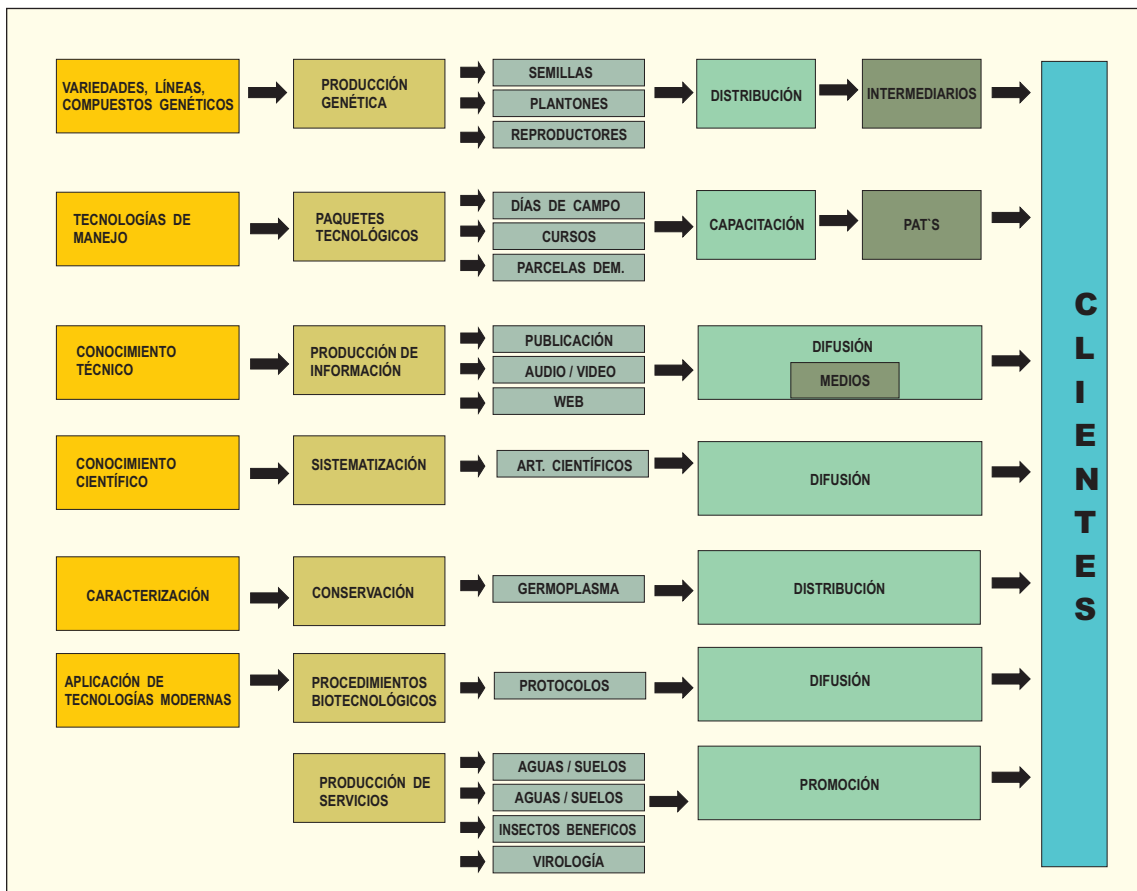 VARIEDADES, LÍNEAS,
COMPUESTOS GENÉTICOS
PRODUCCIÓN
GENÉTICA
SEMILLAS
PLANTONES
REPRODUCTORES
DISTRIBUCIÓN
INTERMEDIARIOS
TECNOLOGÍAS DE
MANEJO
PAQUETES
TECNOLÓGICOS
DÍAS DE CAMPO
CURSOS
PARCELAS DEM.
CAPACITACIÓN
PAT`S
CONOCIMIENTO
TÉCNICO
PRODUCCIÓN DE
INFORMACIÓN
PUBLICACIÓN
AUDIO / VIDEO
WEB
DIFUSIÓN
MEDIOS
CONOCIMIENTO
CIENTÍFICO
SISTEMATIZACIÓN
ART. CIENTÍFICOS
DIFUSIÓN
CARACTERIZACIÓN
CONSERVACIÓN
GERMOPLASMA
DISTRIBUCIÓN
APLICACIÓN DE
TECNOLOGÍAS MODERNAS
PROCEDIMIENTOS
BIOTECNOLÓGICOS
PROTOCOLOS
DIFUSIÓN
PRODUCCIÓN DE
SERVICIOS
AGUAS / SUELOS
AGUAS / SUELOS
INSECTOS BENEFICOS
VIROLOGÍA
PROMOCIÓN
CLIENTES